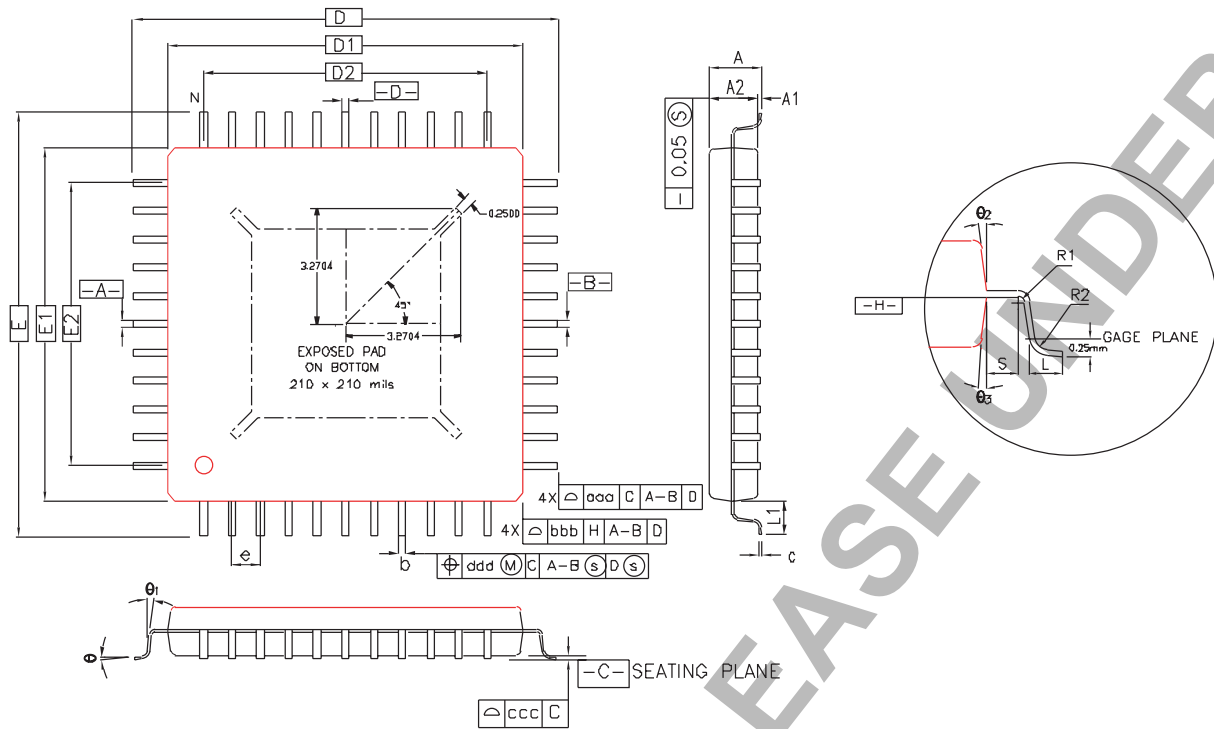 D
D1
D2
-D-
N
E
E1
E2
-A-
-B-
0.2500
3.2704
45°
3.2704
EXPOSED PAD
ON BOTTOM
.210 x .210 mils
4X ⌓ aaa C A-B D
4X ⌓ bbb H A-B D
⌖ ddd Ⓜ C A-B Ⓢ D Ⓢ
e
b
A
A2
A1
0.05 Ⓢ
L1
C
θ2
R1
R2
-H-
GAGE PLANE
0.25mm
S
L
θ3
θ1
θ
-C- SEATING PLANE
⌓ ccc C
EASE UNDER